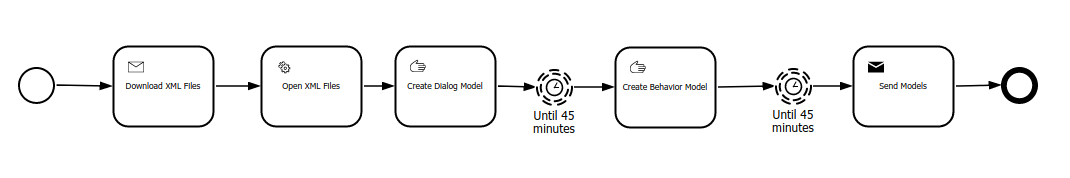 Download XML Files
Open XML Files
Create Dialog Model
Until 45
minutes
Create Behavior Model
Until 45
minutes
Send Models